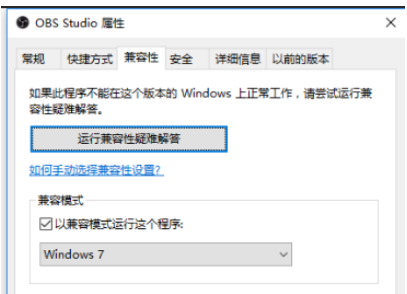 OBS Studio 属性
常规 快捷方式 兼容性 安全 详细信息 以前的版本
如果此程序不能在这个版本的 Windows 上正常工作，请尝试运行兼
容性疑难解答。
运行兼容性疑难解答
如何手动选择兼容性设置?
兼容模式
以兼容模式运行这个程序:
Windows 7